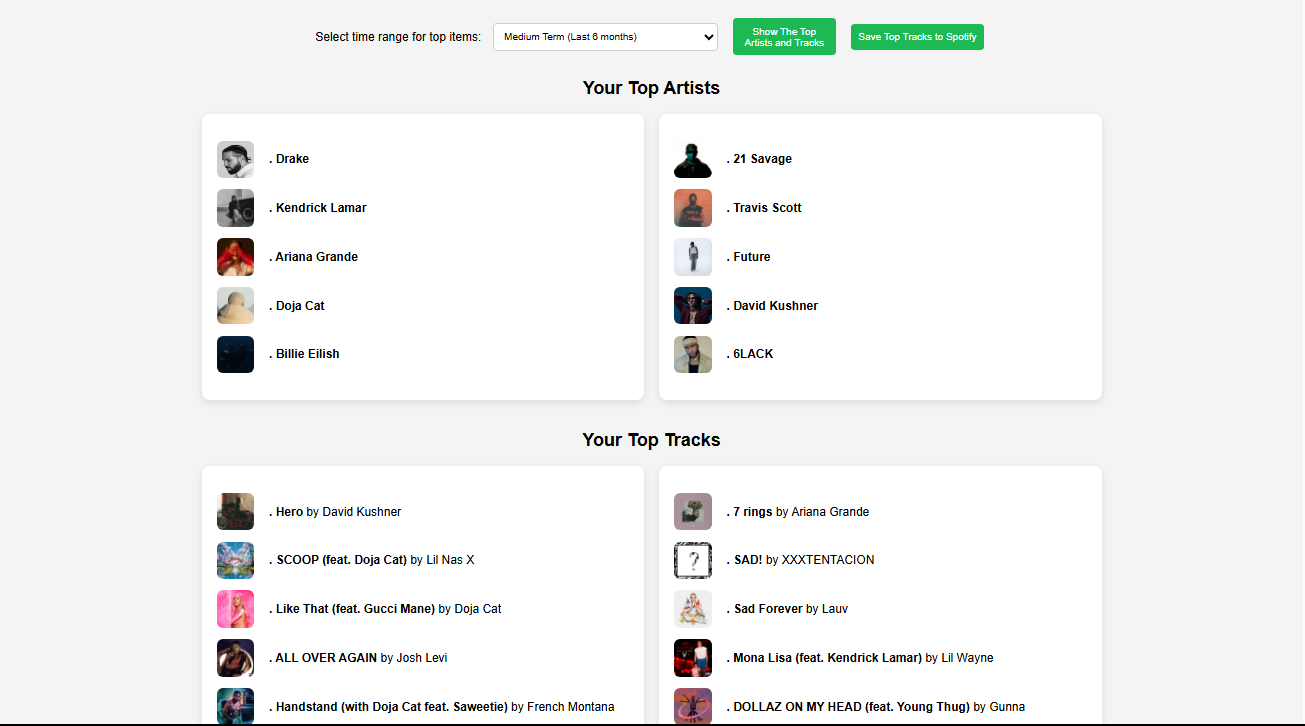 Select time range for top items:
Medium Term (Last 6 months)
Show The Top
Artists and Tracks
Save Top Tracks to Spotify
Your Top Artists
. Drake
. Kendrick Lamar
. Ariana Grande
. Doja Cat
. Billie Eilish
. 21 Savage
. Travis Scott
. Future
. David Kushner
. 6LACK
Your Top Tracks
. Hero by David Kushner
. SCOOP (feat. Doja Cat) by Lil Nas X
. Like That (feat. Gucci Mane) by Doja Cat
. ALL OVER AGAIN by Josh Levi
. Handstand (with Doja Cat feat. Saweetie) by French Montana
. 7 rings by Ariana Grande
?
. SAD! by XXXTENTACION
. Sad Forever by Lauv
. Mona Lisa (feat. Kendrick Lamar) by Lil Wayne
. DOLLAZ ON MY HEAD (feat. Young Thug) by Gunna